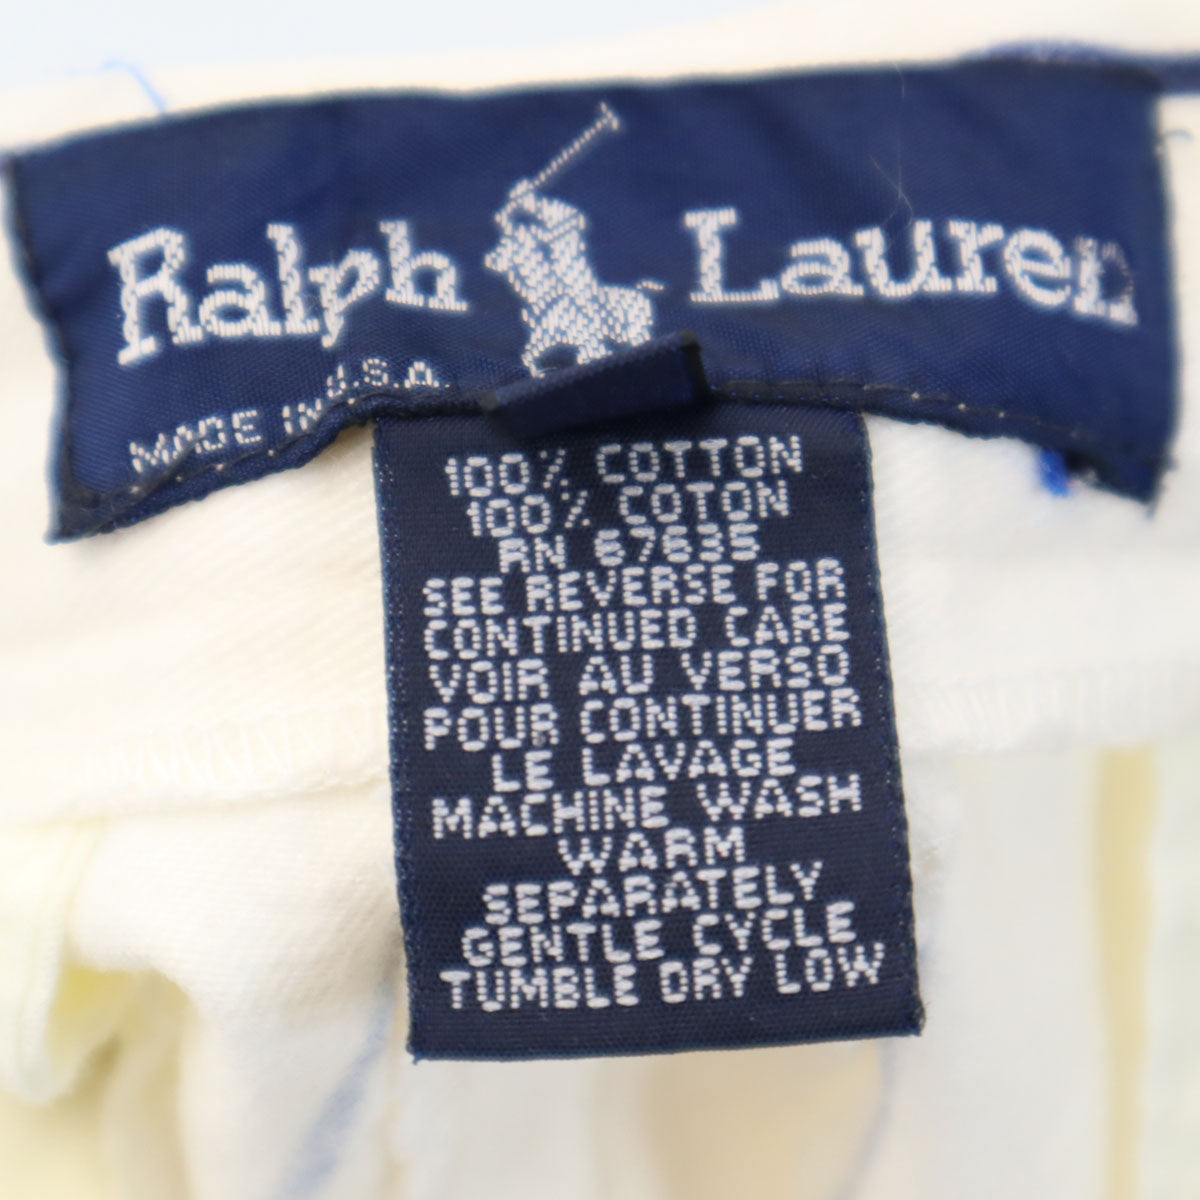 Ralph Lauren
MADE IN U.S.A.
100% COTTON
100% COTON
RN 67635
SEE REVERSE FOR
CONTINUED CARE
VOIR AU VERSO
POUR CONTINUER
LE LAVAGE
MACHINE WASH
WARM
SEPARATELY
GENTLE CYCLE
TUMBLE DRY LOW